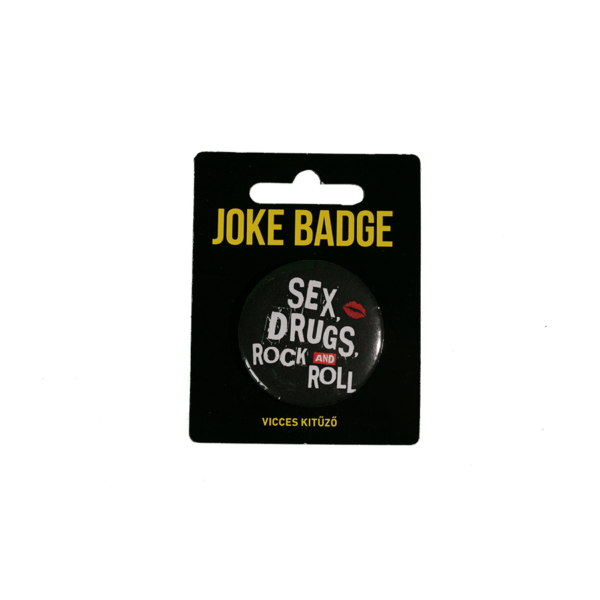 JOKE BADGE
SEX,
DRUGS,
ROCK AND
ROLL
VICCES KITŰZŐ